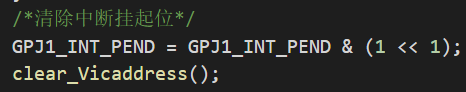 /*清除中断挂起位*/
GPJ1_INT_PEND = GPJ1_INT_PEND & (1 << 1);
clear_Vicaddress();